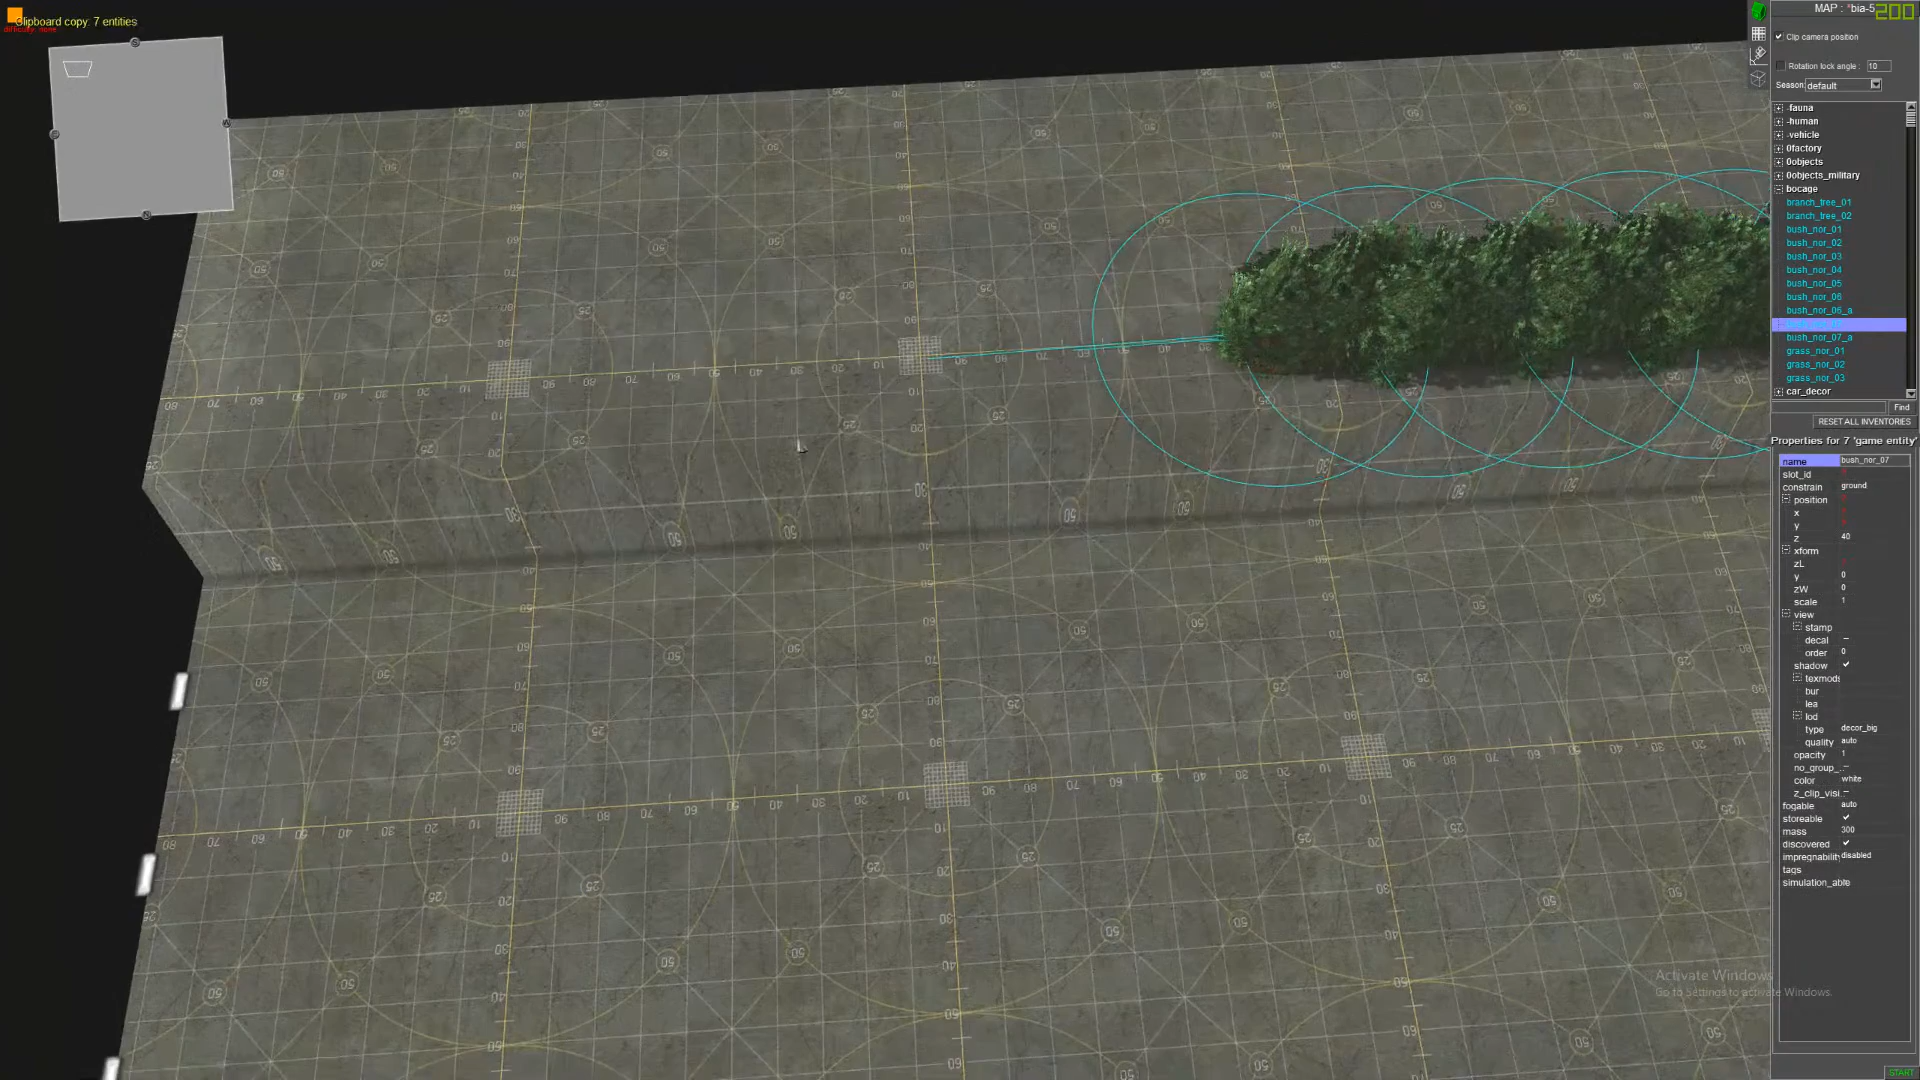 Clipboard copy: 7 entities
difficulty: none
MAP : *bia-5
200
Clip camera position
Rotation lock angle : 10
Season: default
-fauna
-human
-vehicle
0factory
0objects
0objects_military
bocage
branch_tree_01
branch_tree_02
bush_nor_01
bush_nor_02
bush_nor_03
bush_nor_04
bush_nor_05
bush_nor_06
bush_nor_06_a
bush_nor_07_a
grass_nor_01
grass_nor_02
grass_nor_03
car_decor
Find
RESET ALL INVENTORIES
Properties for 7 'game entity'
name bush_nor_07
slot_id
constrain ground
position
x
y
z 40
xform
zL
y 0
zW 0
scale 1
view
stamp
decal
order 0
shadow
texmods
bur
lea
lod
type decor_big
quality auto
opacity 1
no_group_..
color white
z_clip_visi..
fogable auto
storeable
mass 300
discovered
impregnability disabled
tags
simulation_able
Activate Windows
Go to Settings to activate Windows.
START